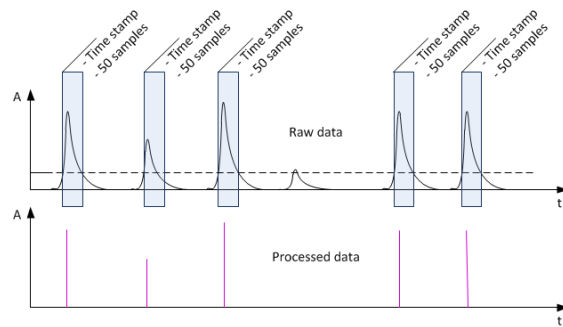 - Time stamp
- 50 samples
- Time stamp
- 50 samples
- Time stamp
- 50 samples
- Time stamp
- 50 samples
- Time stamp
- 50 samples
A
Raw data
t
A
Processed data
t